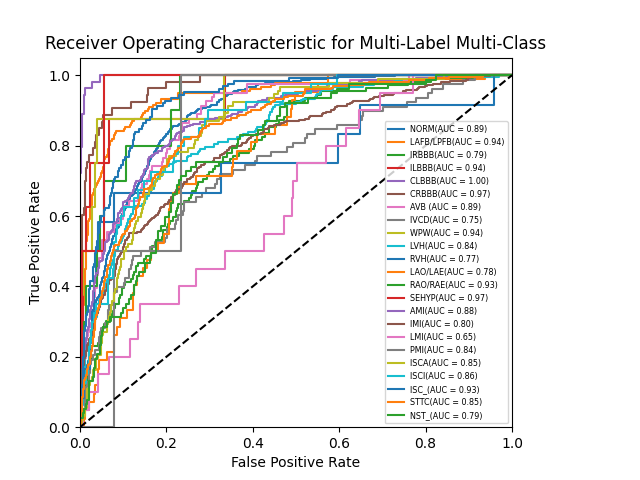 Receiver Operating Characteristic for Multi-Label Multi-Class
True Positive Rate
1.0
0.8
0.6
0.4
0.2
0.0
NORM(AUC = 0.89)
LAFB/LPFB(AUC = 0.94)
IRBBB(AUC = 0.79)
ILBBB(AUC = 0.94)
CLBBB(AUC = 1.00)
CRBBB(AUC = 0.97)
AVB (AUC = 0.89)
IVCD(AUC = 0.75)
WPW(AUC = 0.94)
LVH(AUC = 0.84)
RVH(AUC = 0.77)
LAO/LAE(AUC = 0.78)
RAO/RAE(AUC = 0.93)
SEHYP(AUC = 0.97)
AMI(AUC = 0.88)
IMI(AUC = 0.80)
LMI(AUC = 0.65)
PMI(AUC = 0.84)
ISCA(AUC = 0.85)
ISCI(AUC = 0.86)
ISC_(AUC = 0.93)
STTC(AUC = 0.85)
NST_(AUC = 0.79)
0.0 0.2 0.4 0.6 0.8 1.0
False Positive Rate